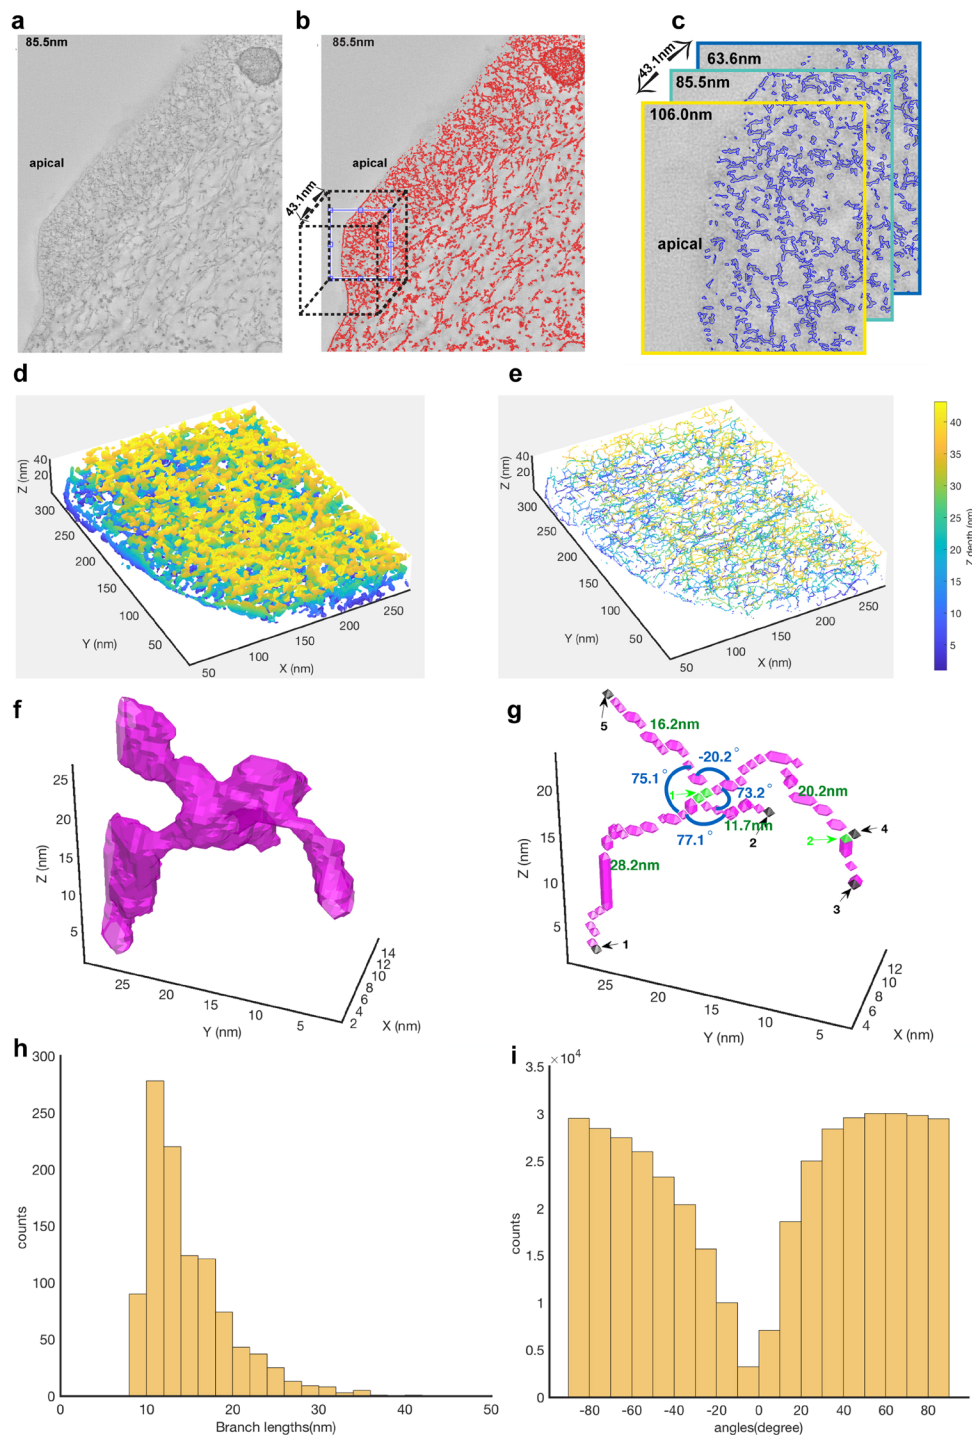 a
85.5nm
apical
b
85.5nm
apical
43.1nm
c
43.1nm
63.6nm
85.5nm
106.0nm
apical
d
Z (nm)
40
20
300
250
200
150
100
50
Y (nm)
50
100
150
200
250
X (nm)
e
Z (nm)
40
20
300
250
200
150
100
50
Y (nm)
50
100
150
200
250
X (nm)
40
35
30
25
20
15
10
5
Z depth (nm)
f
25
20
15
10
5
Z (nm)
25
20
15
10
5
Y (nm)
14
12
10
8
6
4
2
X (nm)
g
5
16.2nm
-20.2°
75.1°
1
73.2°
20.2nm
11.7nm
77.1°
2
2
4
28.2nm
3
1
20
15
10
5
Z (nm)
25
20
15
10
5
Y (nm)
12
10
8
6
4
X (nm)
h
300
250
200
150
100
50
0
counts
0
10
20
30
40
50
Branch lengths(nm)
i
×10⁴
3.5
3
2.5
2
1.5
1
0.5
0
counts
-80
-60
-40
-20
0
20
40
60
80
angles(degree)